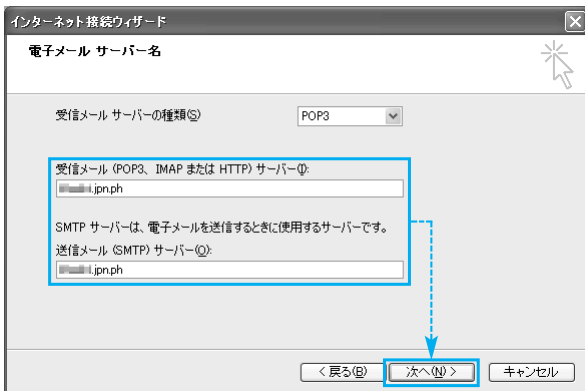 インターネット接続ウィザード
電子メール サーバー名
受信メール サーバーの種類(S)
POP3
受信メール (POP3、IMAP または HTTP) サーバー(I):
.jpn.ph
SMTP サーバーは、電子メールを送信するときに使用するサーバーです。
送信メール (SMTP) サーバー(O):
.jpn.ph
< 戻る(B)
次へ(N) >
キャンセル